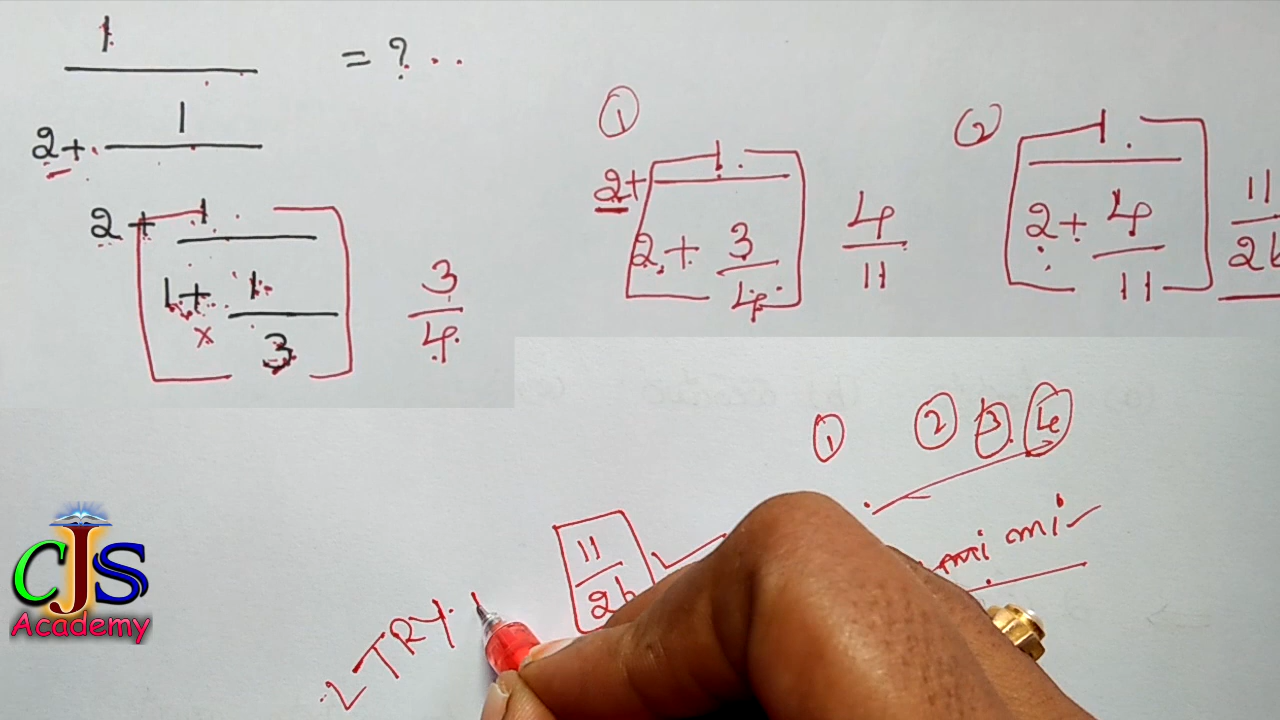 1
= ? . .
2 + 1
2 + 1
1 + 1
×
3
3
4
①
1
2 +
2 + 3
4
4
11
②
1
2 + 4
11
11
26
① ② ③ ④
11
26
TRY
CJS
Academy